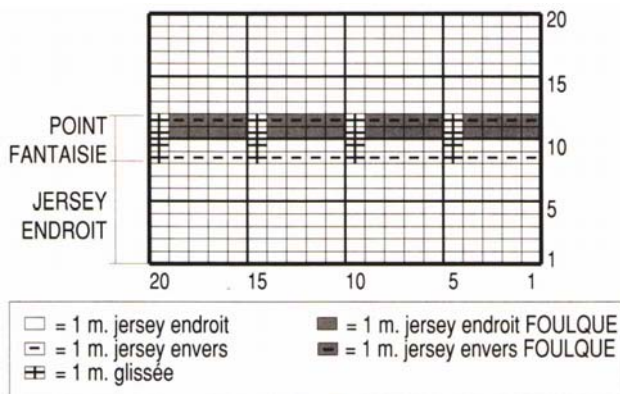 20
15
POINT
FANTAISIE
10
JERSEY
ENDROIT
5
1
20 15 10 5 1
= 1 m. jersey endroit
= 1 m. jersey envers
= 1 m. glissée
= 1 m. jersey endroit FOULQUE
= 1 m. jersey envers FOULQUE